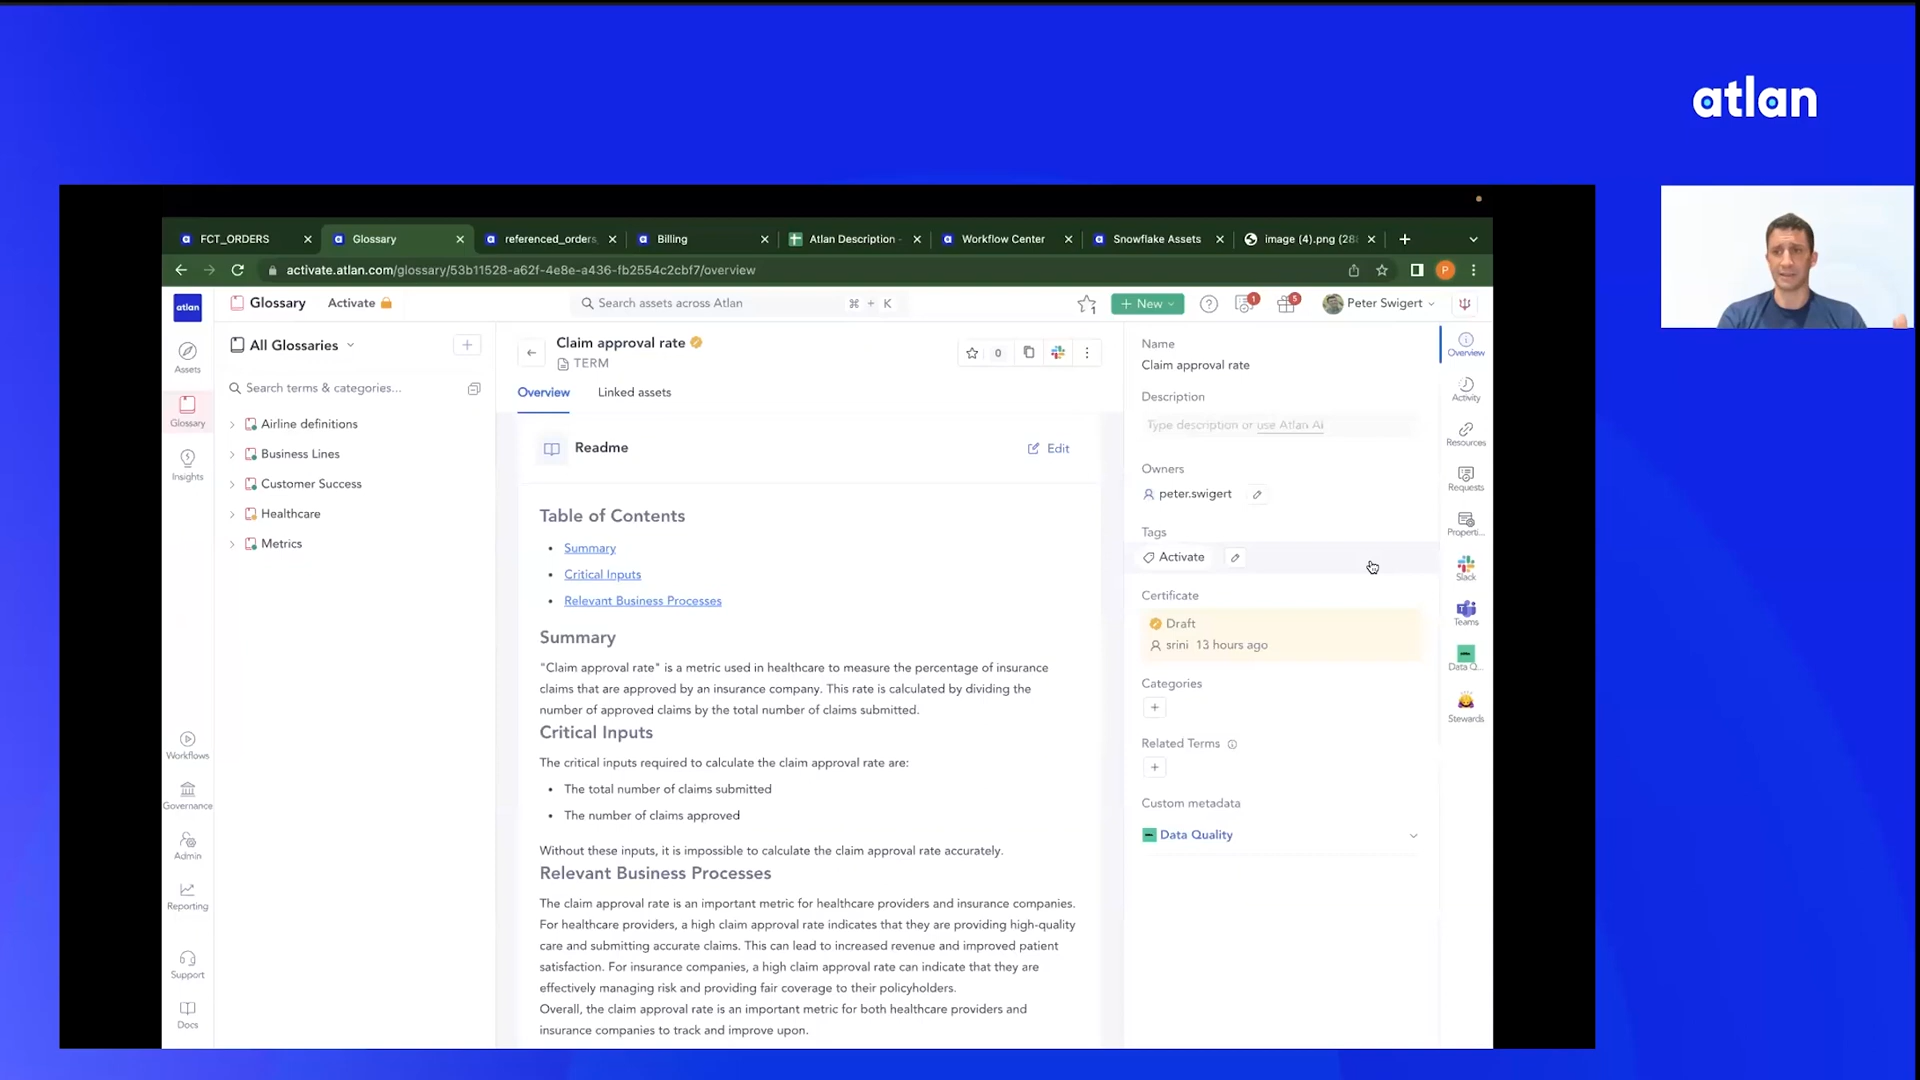 atlan
FCT_ORDERS
Glossary
referenced_orders
Billing
Atlan Description -
Workflow Center
Snowflake Assets
image (4).png (28
activate.atlan.com/glossary/53b11528-a62f-4e8e-a436-fb2554c2cbf7/overview
P
atlan
Glossary
Activate
Search assets across Atlan
⌘ + K
1
+ New
1
5
Peter Swigert
Assets
Glossary
Insights
Workflows
Governance
Admin
Reporting
Support
Docs
All Glossaries
Search terms & categories...
Airline definitions
Business Lines
Customer Success
Healthcare
Metrics
Claim approval rate
TERM
0
Overview
Linked assets
Readme
Edit
Table of Contents
• Summary
• Critical Inputs
• Relevant Business Processes
Summary
"Claim approval rate" is a metric used in healthcare to measure the percentage of insurance
claims that are approved by an insurance company. This rate is calculated by dividing the
number of approved claims by the total number of claims submitted.
Critical Inputs
The critical inputs required to calculate the claim approval rate are:
• The total number of claims submitted
• The number of claims approved
Without these inputs, it is impossible to calculate the claim approval rate accurately.
Relevant Business Processes
The claim approval rate is an important metric for healthcare providers and insurance companies.
For healthcare providers, a high claim approval rate indicates that they are providing high-quality
care and submitting accurate claims. This can lead to increased revenue and improved patient
satisfaction. For insurance companies, a high claim approval rate can indicate that they are
effectively managing risk and providing fair coverage to their policyholders.
Overall, the claim approval rate is an important metric for both healthcare providers and
insurance companies to track and improve upon.
Name
Claim approval rate
Description
Type description or use Atlan AI
Owners
peter.swigert
Tags
Activate
Certificate
Draft
srini 13 hours ago
Categories
+
Related Terms
+
Custom metadata
Data Quality
Overview
Activity
Resources
Requests
Properti...
Slack
Teams
Data Q...
Stewards